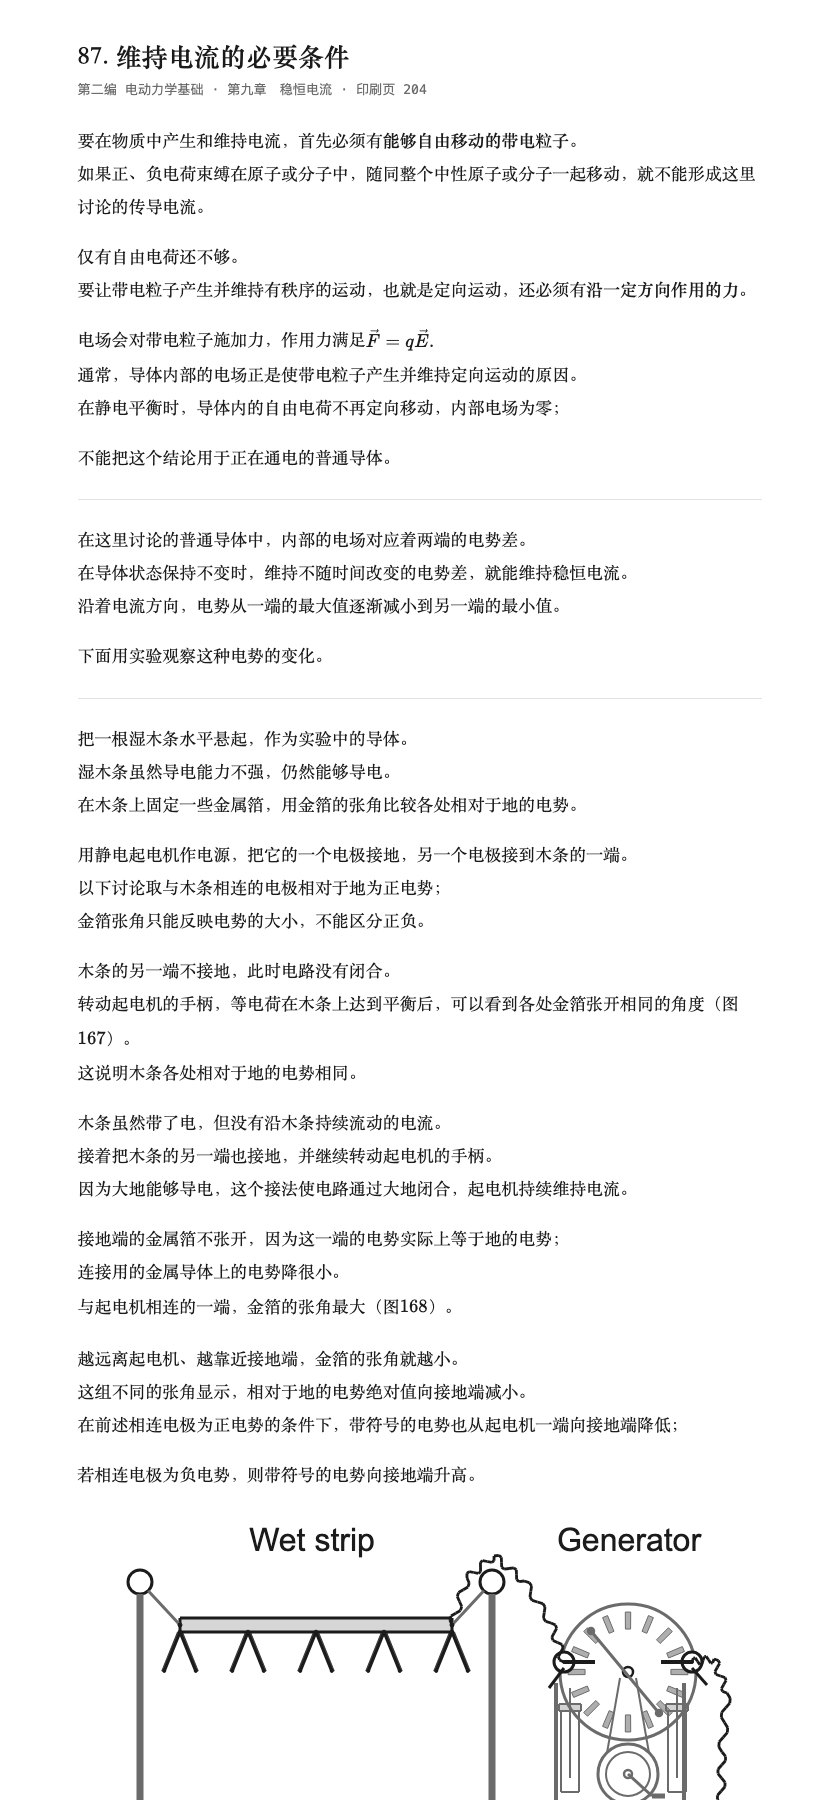 87. 维持电流的必要条件
第二编 电动力学基础 · 第九章 稳恒电流 · 印刷页 204
要在物质中产生和维持电流，首先必须有能够自由移动的带电粒子。
如果正、负电荷束缚在原子或分子中，随同整个中性原子或分子一起移动，就不能形成这里
讨论的传导电流。
仅有自由电荷还不够。
要让带电粒子产生并维持有秩序的运动，也就是定向运动，还必须有沿一定方向作用的力。
电场会对带电粒子施加力，作用力满足$\vec{F} = q\vec{E}$.
通常，导体内部的电场正是使带电粒子产生并维持定向运动的原因。
在静电平衡时，导体内的自由电荷不再定向移动，内部电场为零；
不能把这个结论用于正在通电的普通导体。
在这里讨论的普通导体中，内部的电场对应着两端的电势差。
在导体状态保持不变时，维持不随时间改变的电势差，就能维持稳恒电流。
沿着电流方向，电势从一端的最大值逐渐减小到另一端的最小值。
下面用实验观察这种电势的变化。
把一根湿木条水平悬起，作为实验中的导体。
湿木条虽然导电能力不强，仍然能够导电。
在木条上固定一些金属箔，用金箔的张角比较各处相对于地的电势。
用静电起电机作电源，把它的一个电极接地，另一个电极接到木条的一端。
以下讨论取与木条相连的电极相对于地为正电势；
金箔张角只能反映电势的大小，不能区分正负。
木条的另一端不接地，此时电路没有闭合。
转动起电机的手柄，等电荷在木条上达到平衡后，可以看到各处金箔张开相同的角度（图
167）。
这说明木条各处相对于地的电势相同。
木条虽然带了电，但没有沿木条持续流动的电流。
接着把木条的另一端也接地，并继续转动起电机的手柄。
因为大地能够导电，这个接法使电路通过大地闭合，起电机持续维持电流。
接地端的金属箔不张开，因为这一端的电势实际上等于地的电势；
连接用的金属导体上的电势降很小。
与起电机相连的一端，金箔的张角最大（图168）。
越远离起电机、越靠近接地端，金箔的张角就越小。
这组不同的张角显示，相对于地的电势绝对值向接地端减小。
在前述相连电极为正电势的条件下，带符号的电势也从起电机一端向接地端降低；
若相连电极为负电势，则带符号的电势向接地端升高。
Wet strip Generator